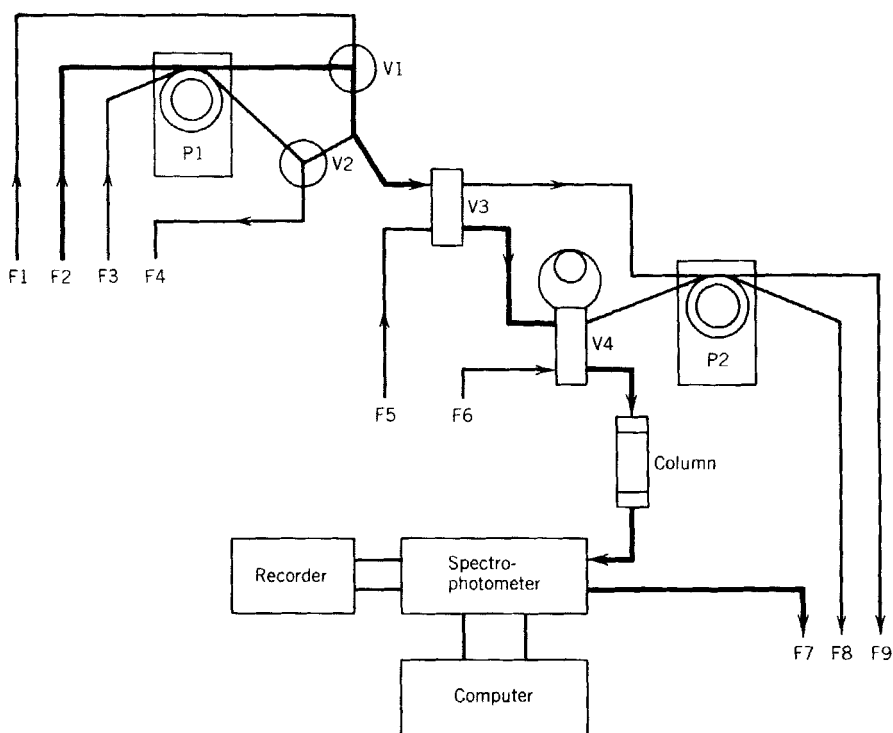 V1
P1
V2
F1
F2
F3
F4
V3
V4
P2
F5
F6
Column
Recorder
Spectro-
photometer
F7
F8
F9
Computer